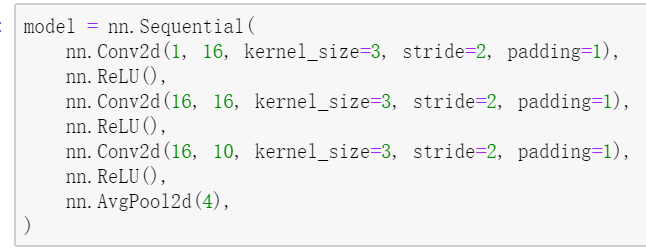 model = nn.Sequential(
    nn.Conv2d(1, 16, kernel_size=3, stride=2, padding=1),
    nn.ReLU(),
    nn.Conv2d(16, 16, kernel_size=3, stride=2, padding=1),
    nn.ReLU(),
    nn.Conv2d(16, 10, kernel_size=3, stride=2, padding=1),
    nn.ReLU(),
    nn.AvgPool2d(4),
)